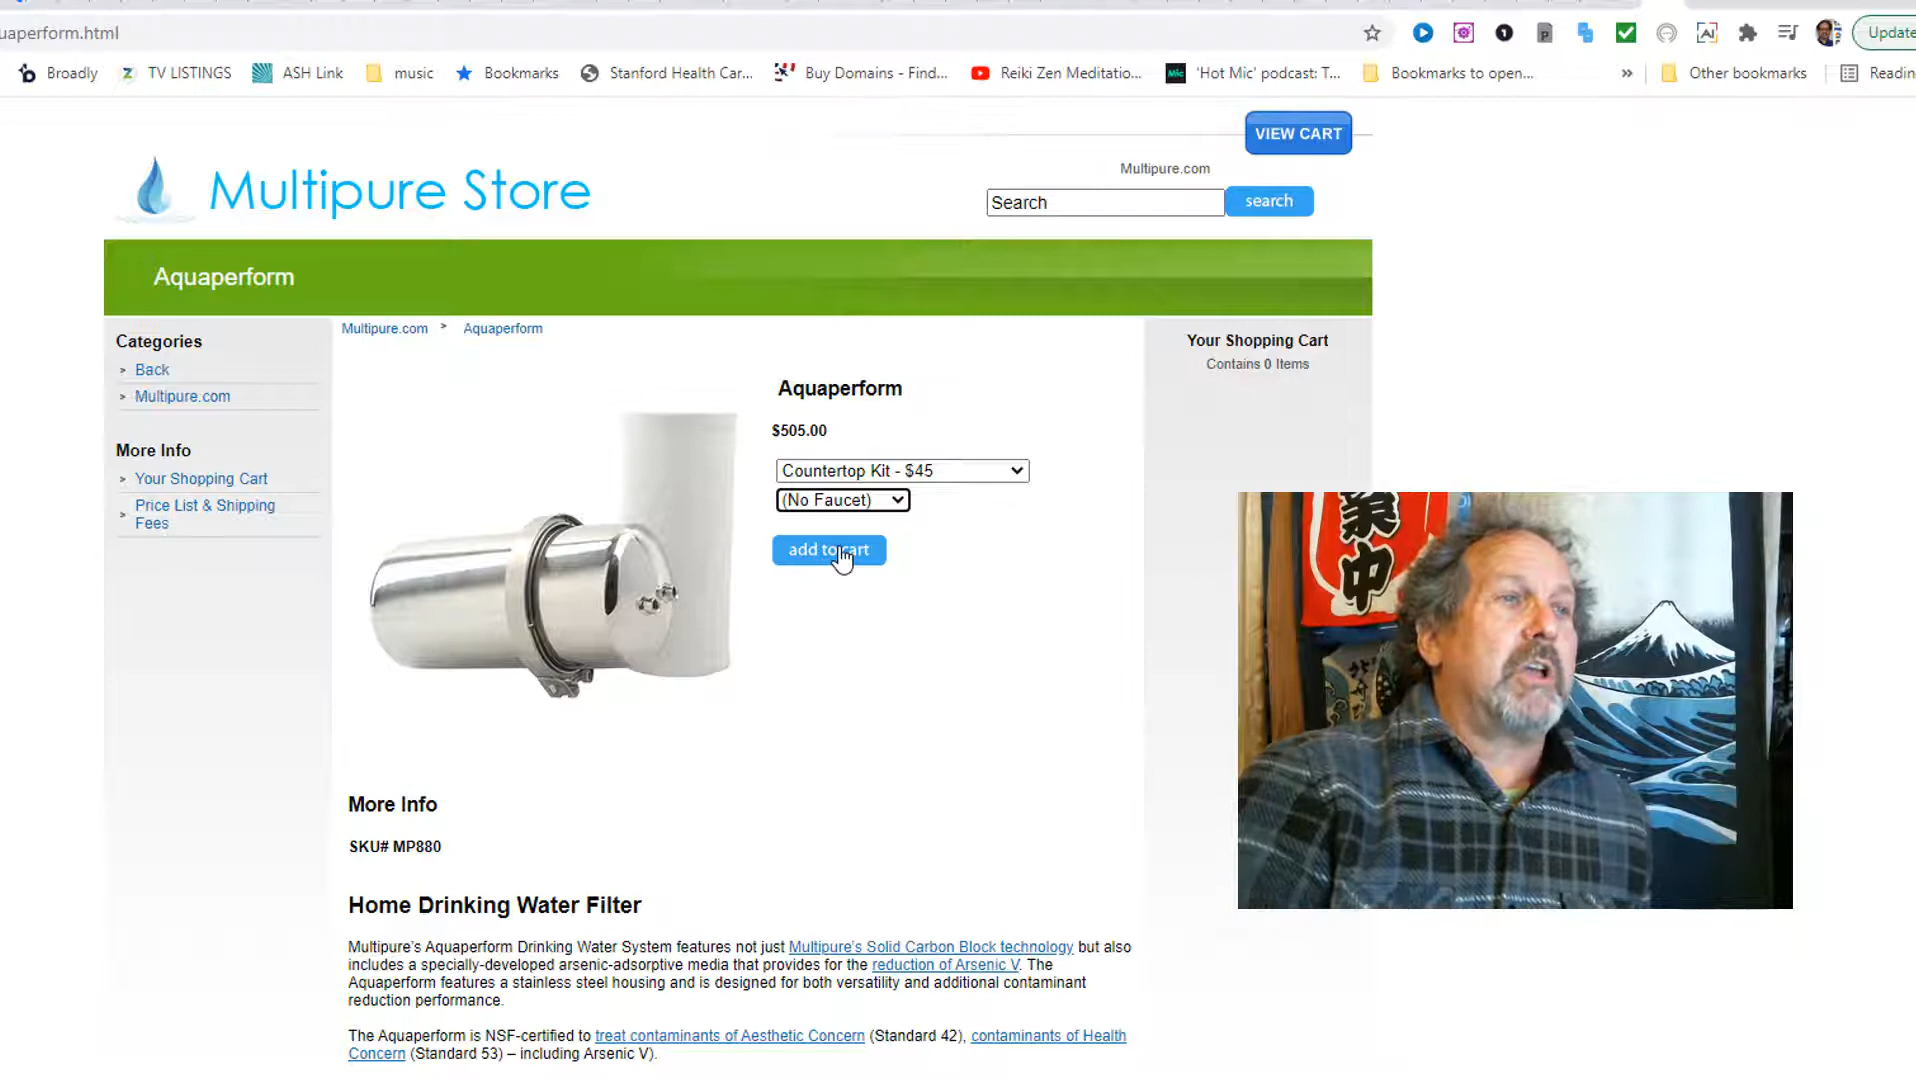 uaperform.html
Update
Broadly
TV LISTINGS
ASH Link
music
Bookmarks
Stanford Health Car...
Buy Domains - Find...
Reiki Zen Meditatio...
Mic
'Hot Mic' podcast: T...
Bookmarks to open...
»
Other bookmarks
Readin
VIEW CART
Multipure Store
Multipure.com
Search
search
Aquaperform
Categories
Back
Multipure.com
More Info
Your Shopping Cart
Price List & Shipping
Fees
Multipure.com > Aquaperform
Aquaperform
$505.00
Countertop Kit - $45
(No Faucet)
add to cart
Your Shopping Cart
Contains 0 Items
業中
More Info
SKU# MP880
Home Drinking Water Filter
Multipure's Aquaperform Drinking Water System features not just Multipure's Solid Carbon Block technology but also
includes a specially-developed arsenic-adsorptive media that provides for the reduction of Arsenic V. The
Aquaperform features a stainless steel housing and is designed for both versatility and additional contaminant
reduction performance.
The Aquaperform is NSF-certified to treat contaminants of Aesthetic Concern (Standard 42), contaminants of Health
Concern (Standard 53) – including Arsenic V).